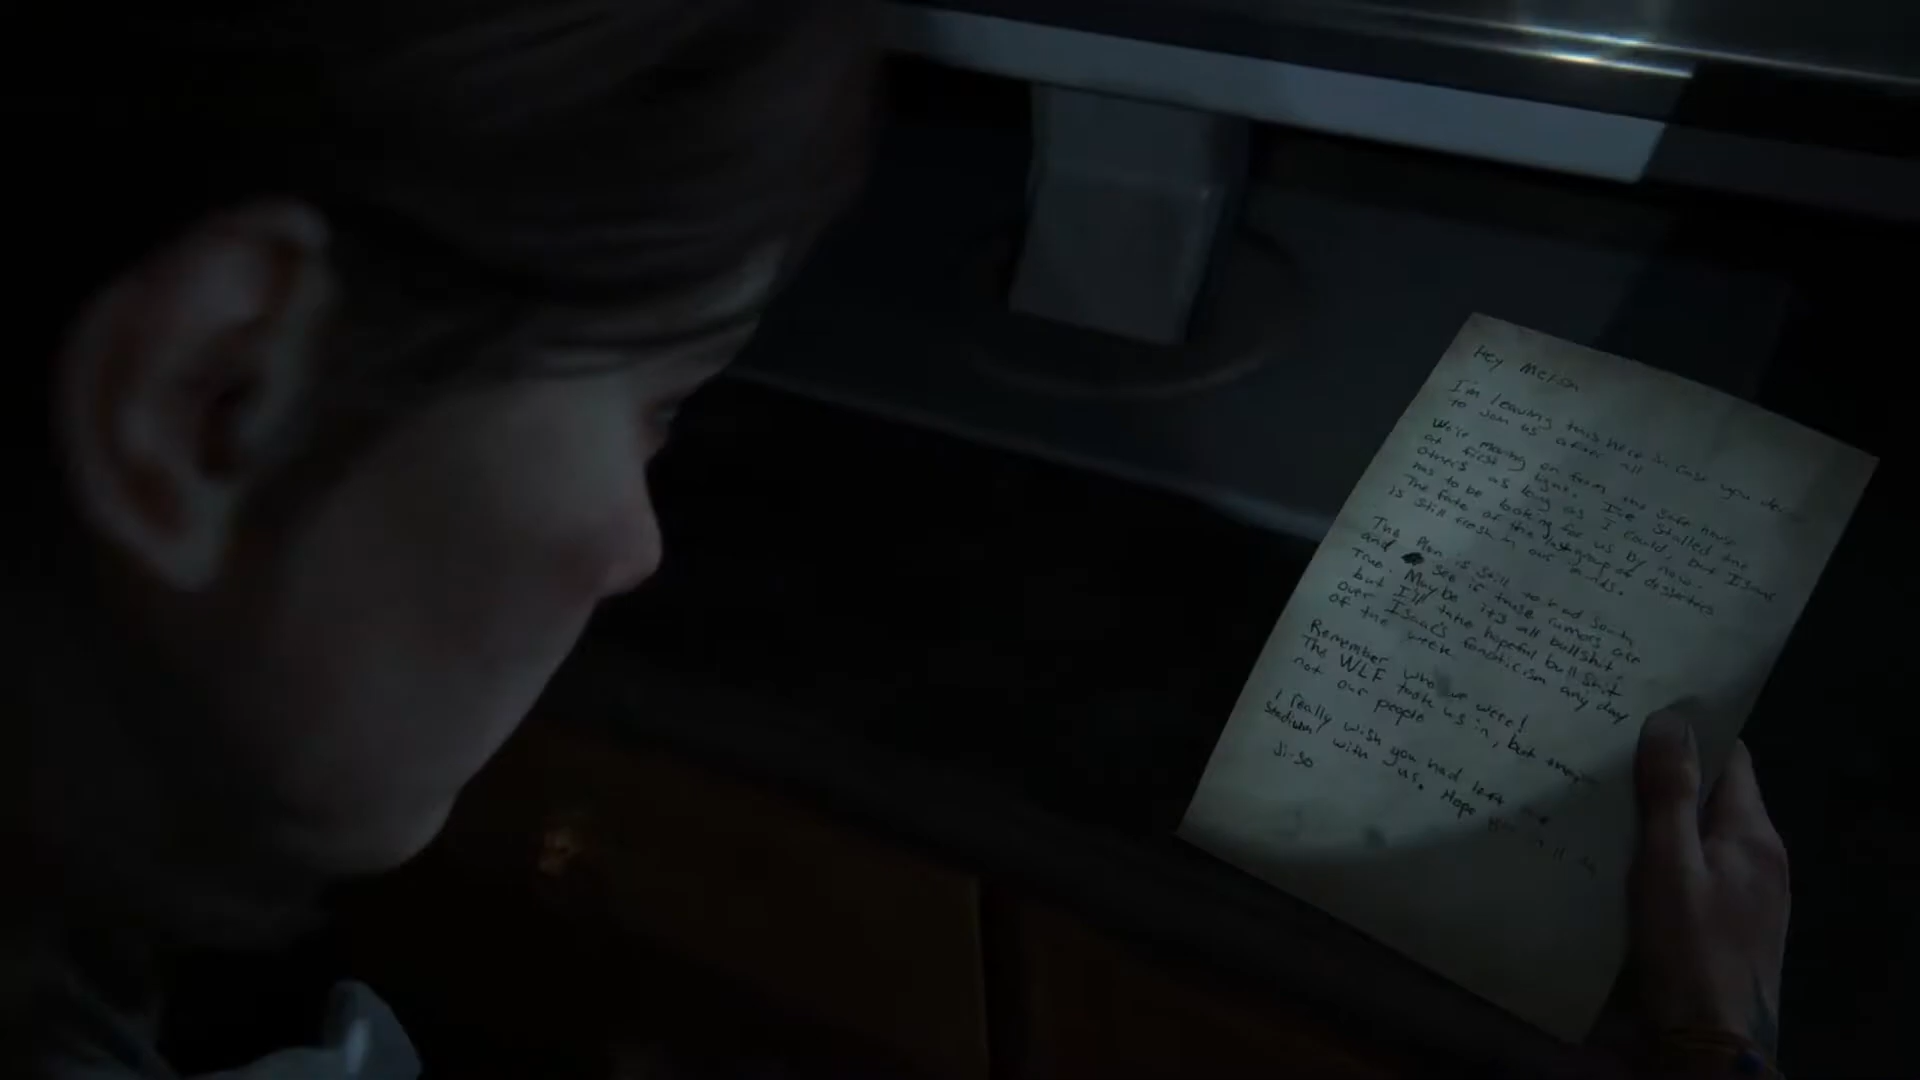 Hey
I'm leaving this here in case you
to join us after all
We're moving on from this safe house
at first light. I've stalled the
others as long as I could, but Isaac
has to be looking for us by now.
The fate of the last group of deserters
is still fresh in our minds.
The Plan is still to head south
and see if those rumors are
true. Maybe it's all bullshit,
but I'll take hopeful bullshit
over Isaac's fanaticism any day
of the week
Remember who we were!
The WLF took us in, but they're
not our people
I really wish you had left the
Stadium with us. Hope
Ji-So